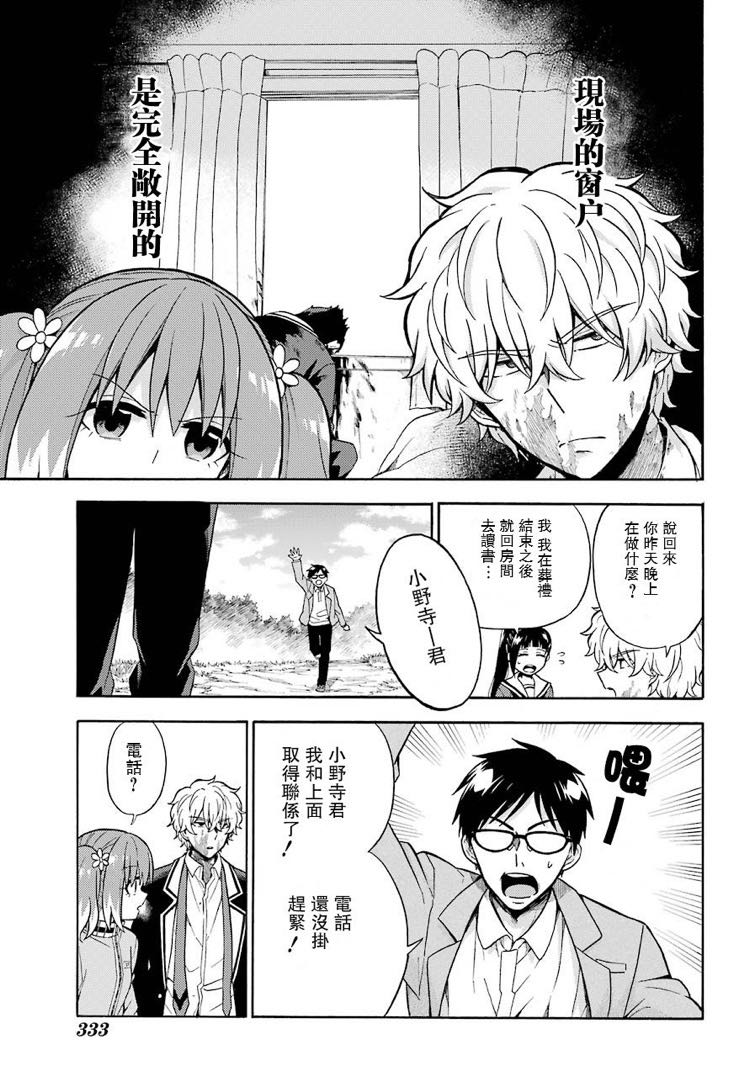 現場的窗户
是完全敞開的
說回來
你昨天晚上
在做什麼？
我 我在葬禮
結束之後
就回房間
去讀書…
小野寺—君
喂—
小野寺君
我和上面
取得聯係了！
電話
還沒掛
趕緊！
電話？
333